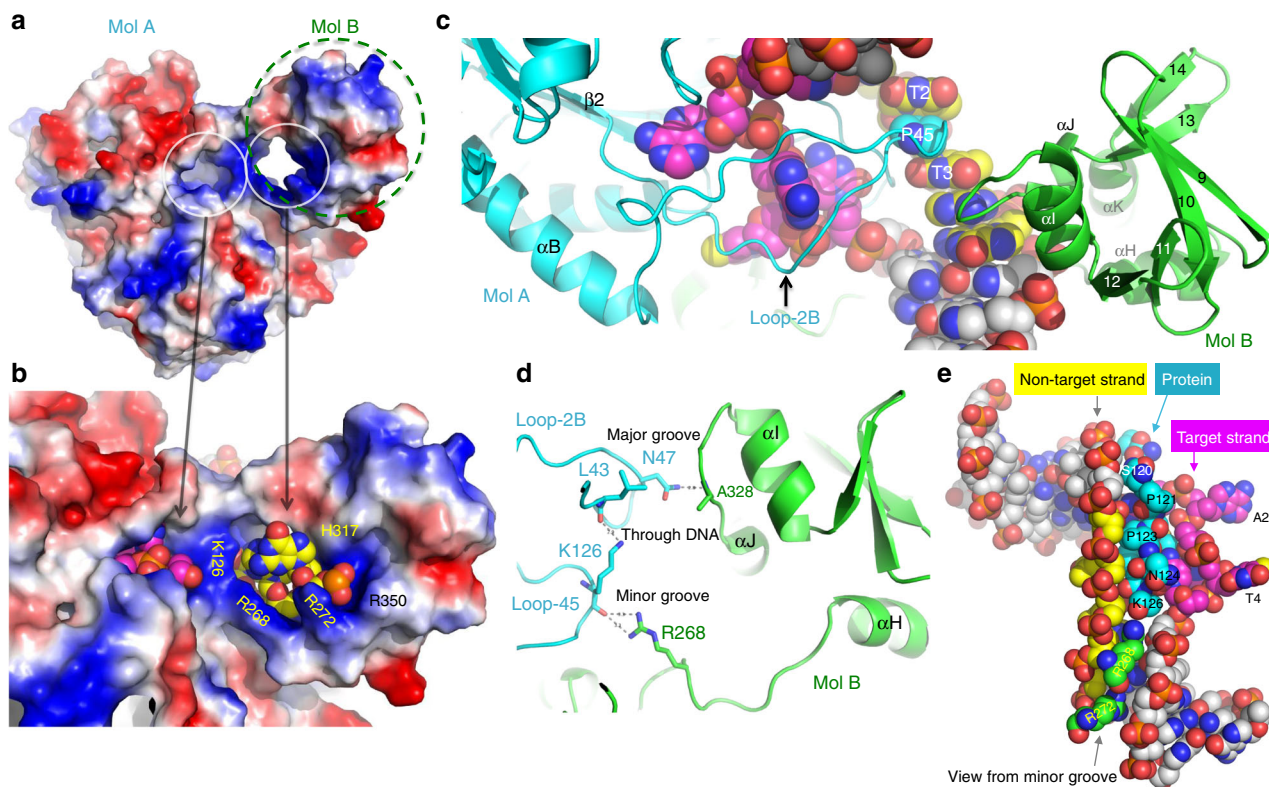 a
Mol A
Mol B
b
K126
R268
R272
H317
R350
c
β2
αB
Mol A
Loop-2B
T2
P45
T3
αJ
αI
αK
αH
14
13
9
10
11
12
Mol B
d
Loop-2B
L43
N47
Major groove
A328
αI
αJ
Through DNA
K126
Loop-45
Minor groove
R268
αH
Mol B
e
Non-target strand
Protein
Target strand
S120
P121
P123
N124
K126
A2
T4
R268
R272
View from minor groove